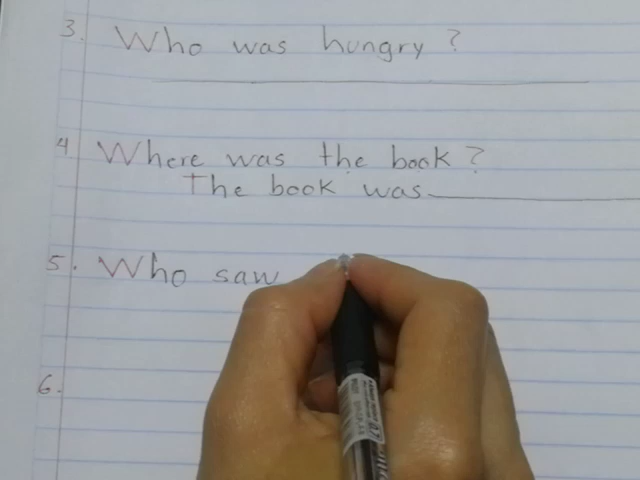 3. Who was hungry?
4 Where was the book?
The book was
5. Who saw
6.